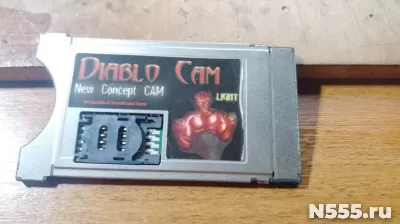 DIABLO CAM
New Concept CAM
LIGHT
N555.ru